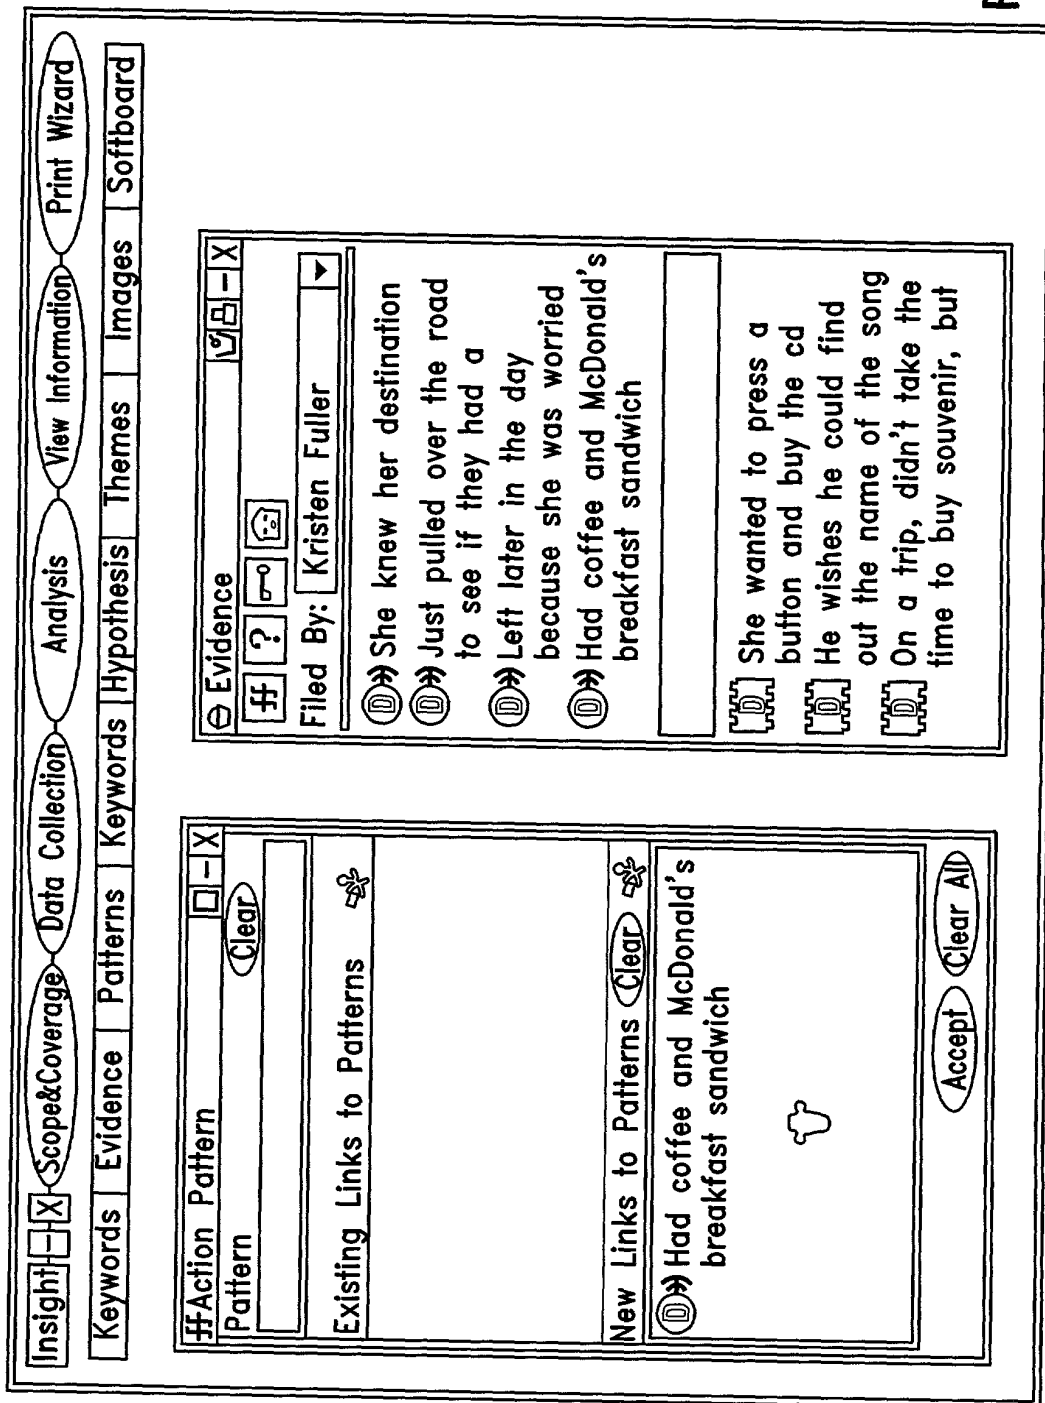 Insight - X Scope&Coverage Data Collection Analysis View Information Print Wizard
Keywords Evidence Patterns Keywords Hypothesis Themes Images Softboard
Action Pattern - X
Pattern Clear
Existing Links to Patterns
New Links to Patterns Clear
D Had coffee and McDonald's
breakfast sandwich
Accept Clear All
Evidence - X
?
Filed By: Kristen Fuller
D She knew her destination
D Just pulled over the road
to see if they had a
D Left later in the day
because she was worried
D Had coffee and McDonald's
breakfast sandwich
D She wanted to press a
button and buy the cd
D He wishes he could find
out the name of the song
D On a trip, didn't take the
time to buy souvenir, but